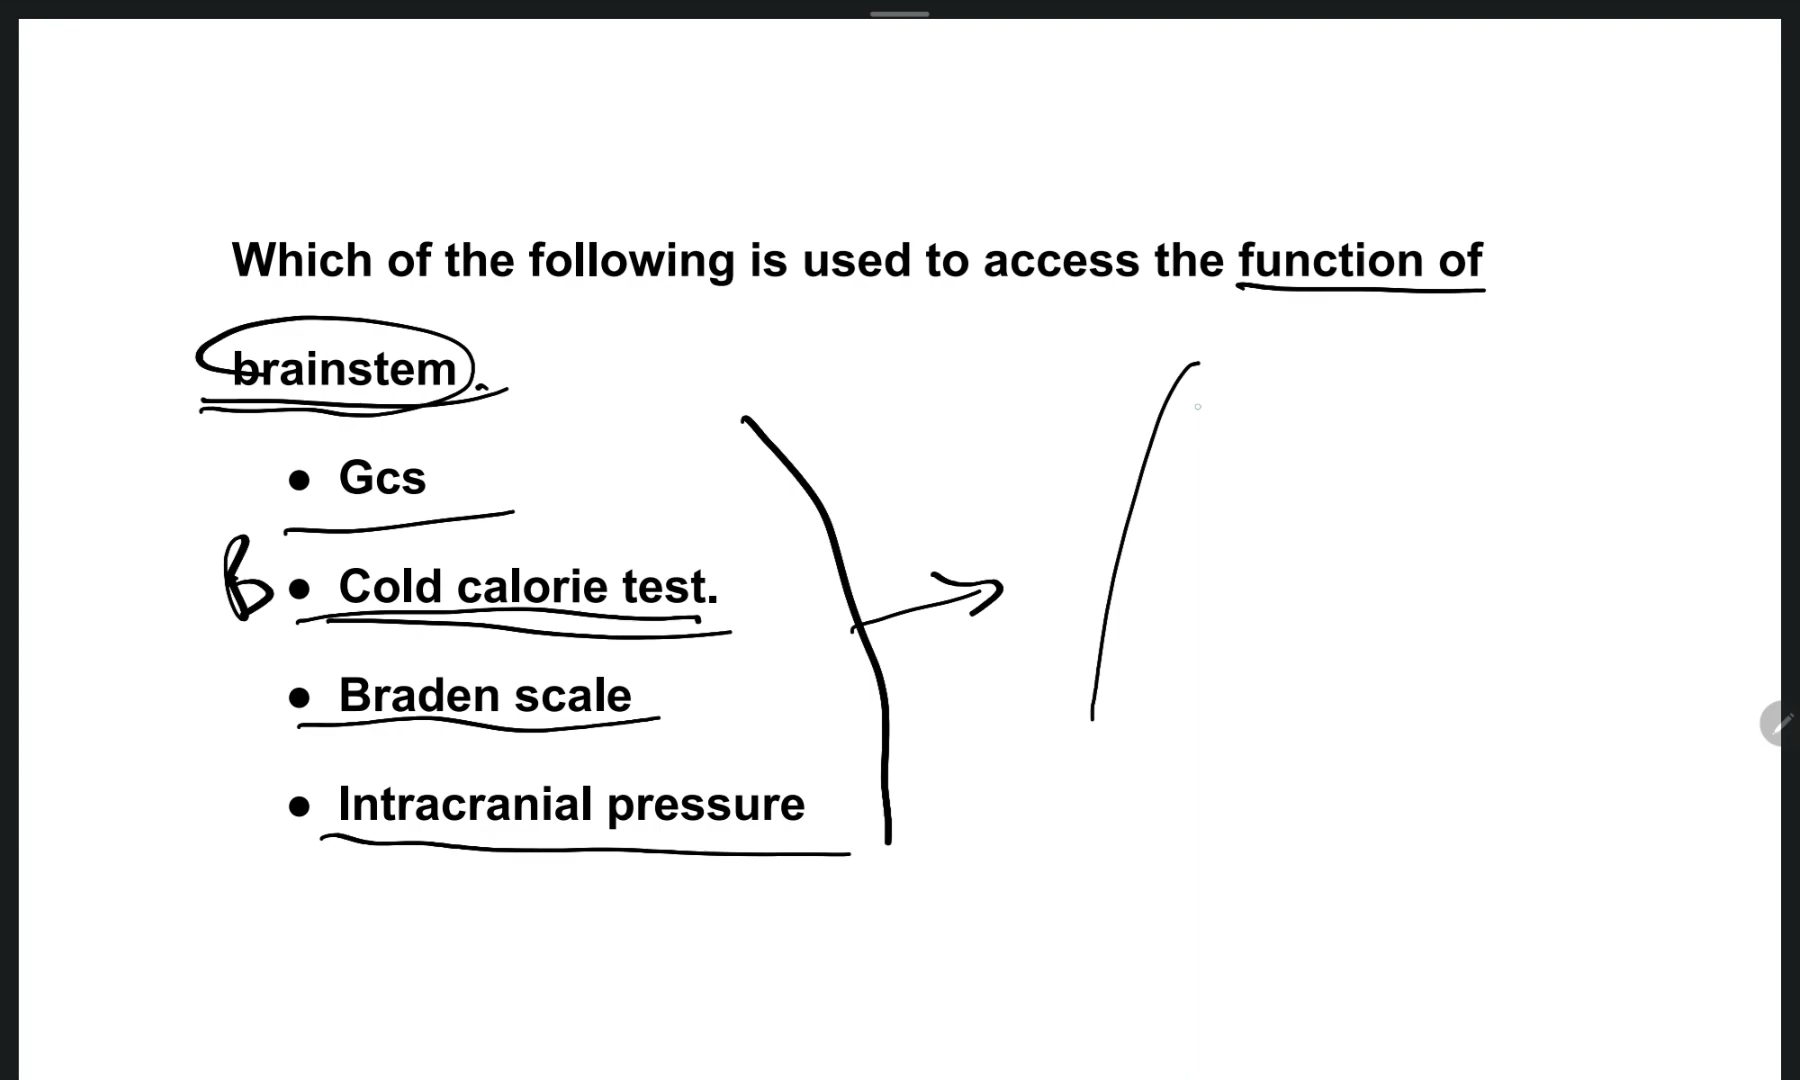 Which of the following is used to access the function of
brainstem.
● Gcs
B ● Cold calorie test.
● Braden scale
● Intracranial pressure